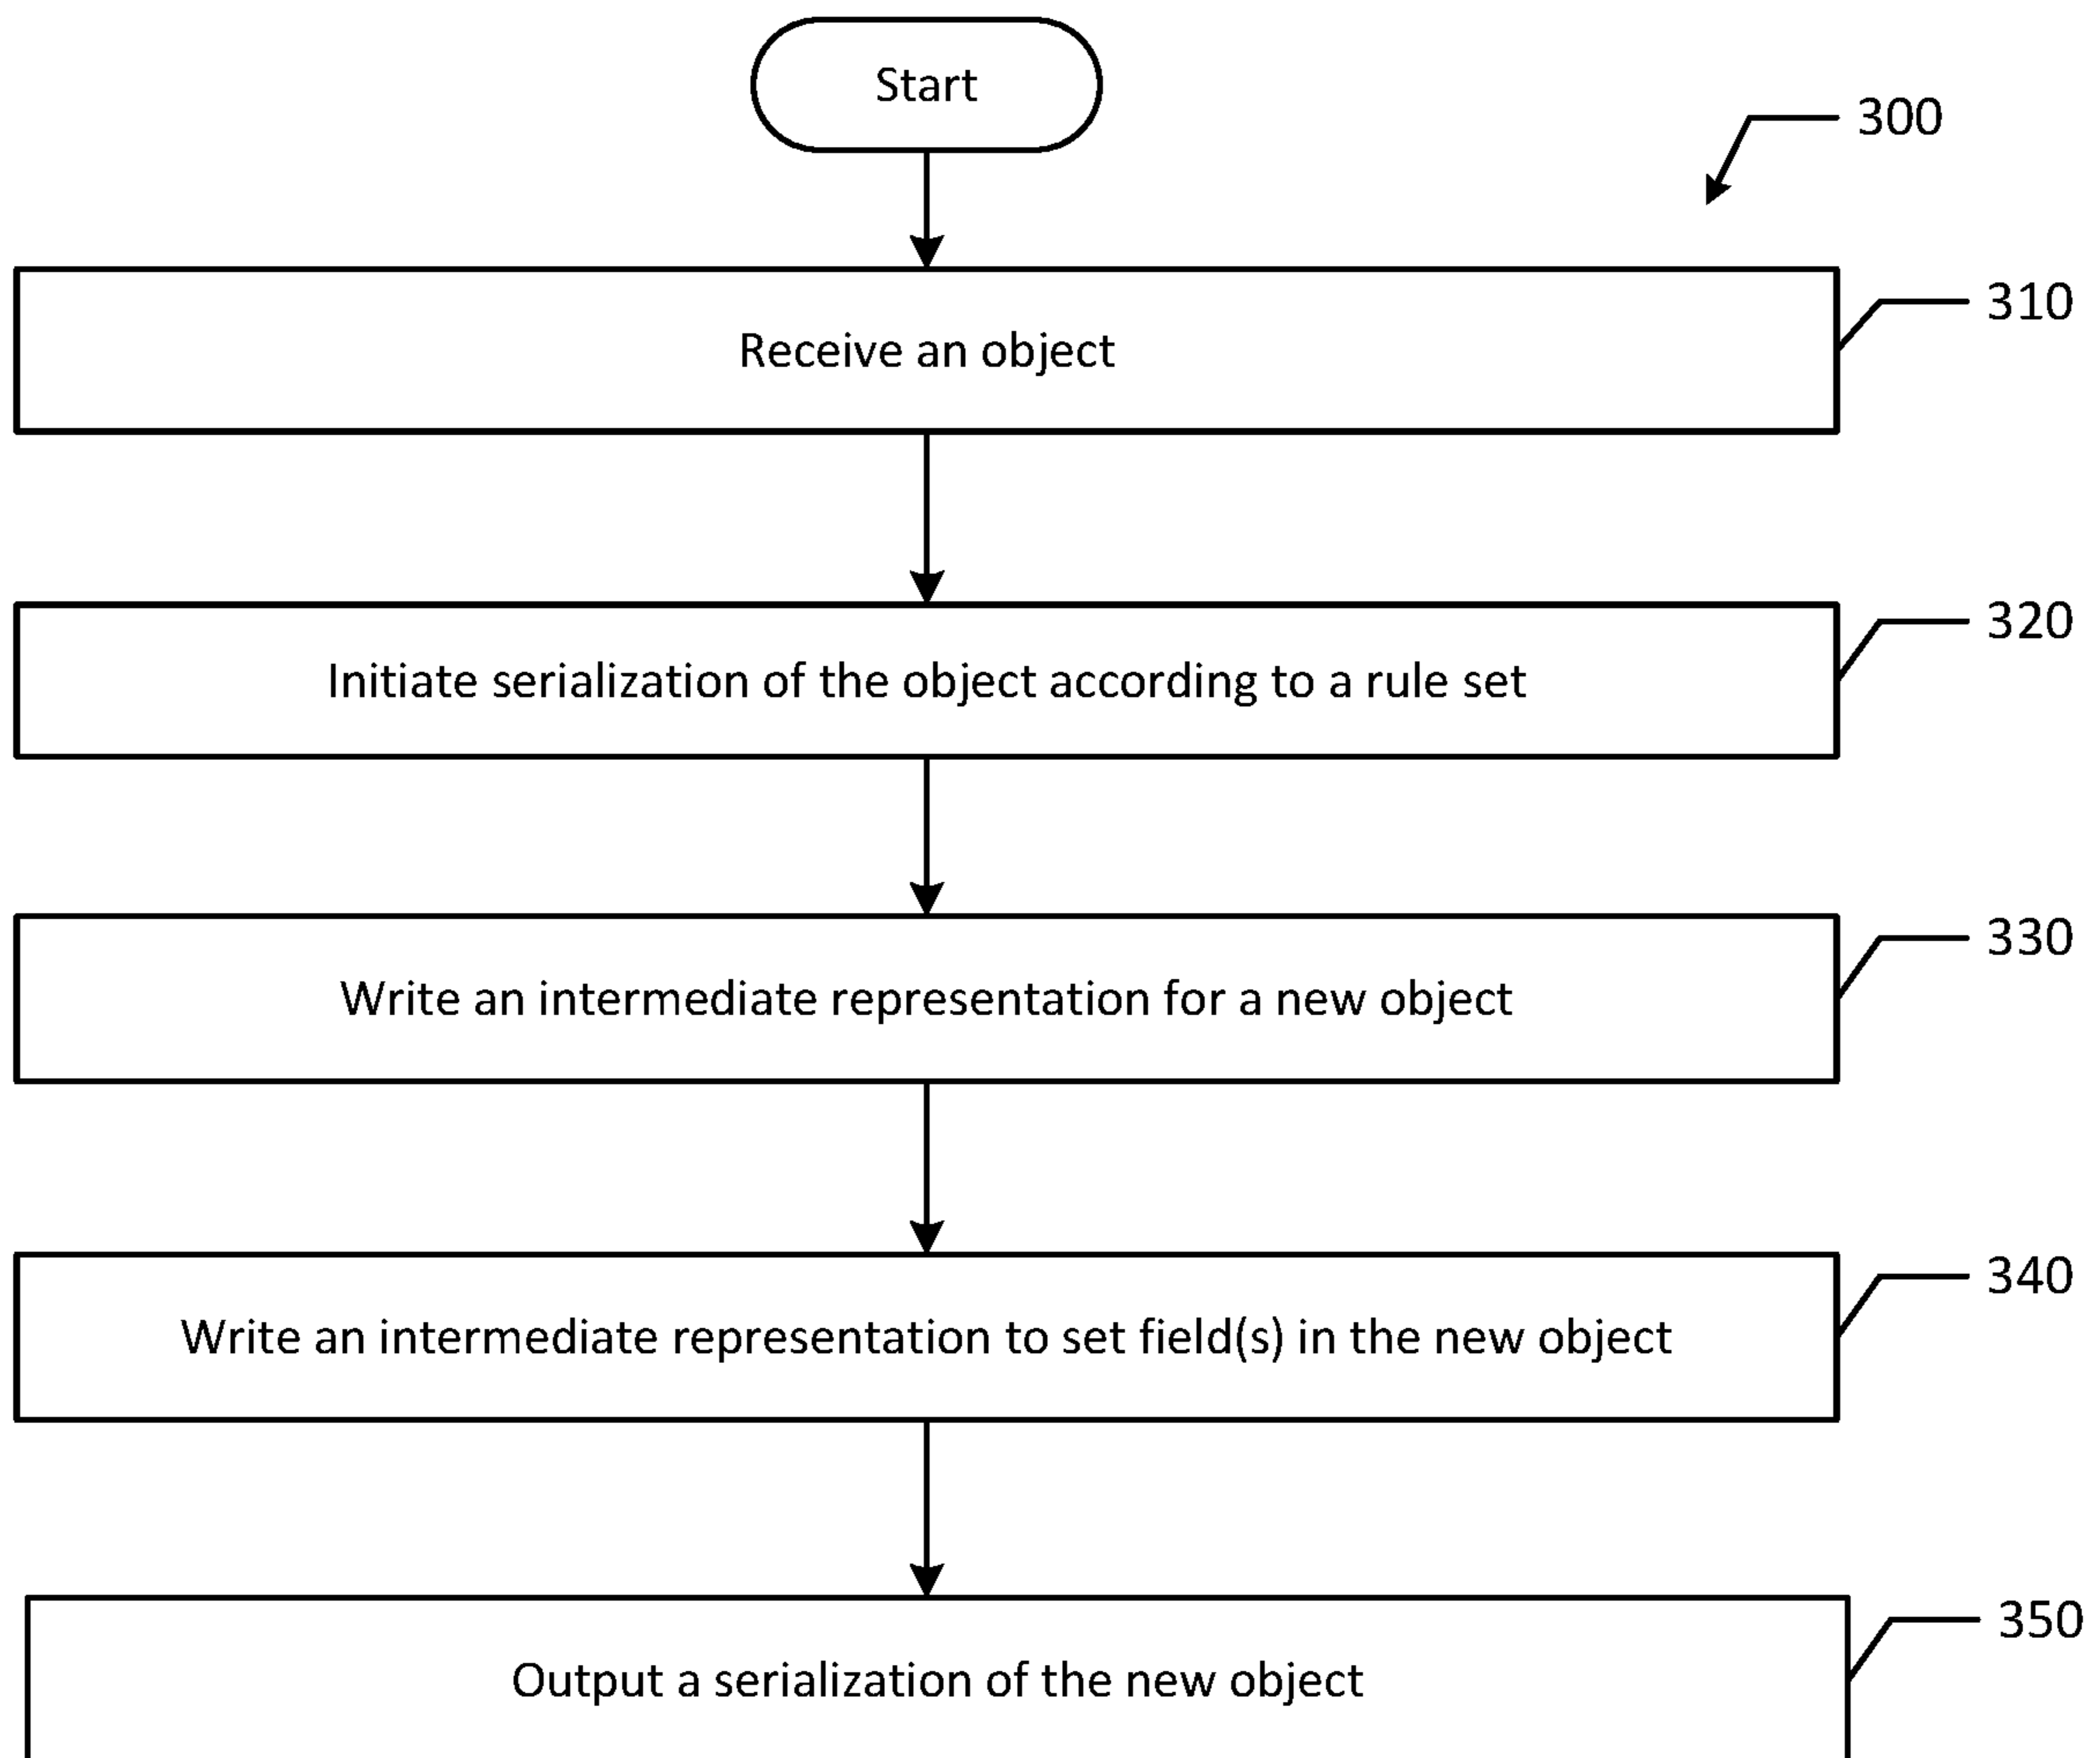 Start
300
Receive an object
310
Initiate serialization of the object according to a rule set
320
Write an intermediate representation for a new object
330
Write an intermediate representation to set field(s) in the new object
340
Output a serialization of the new object
350